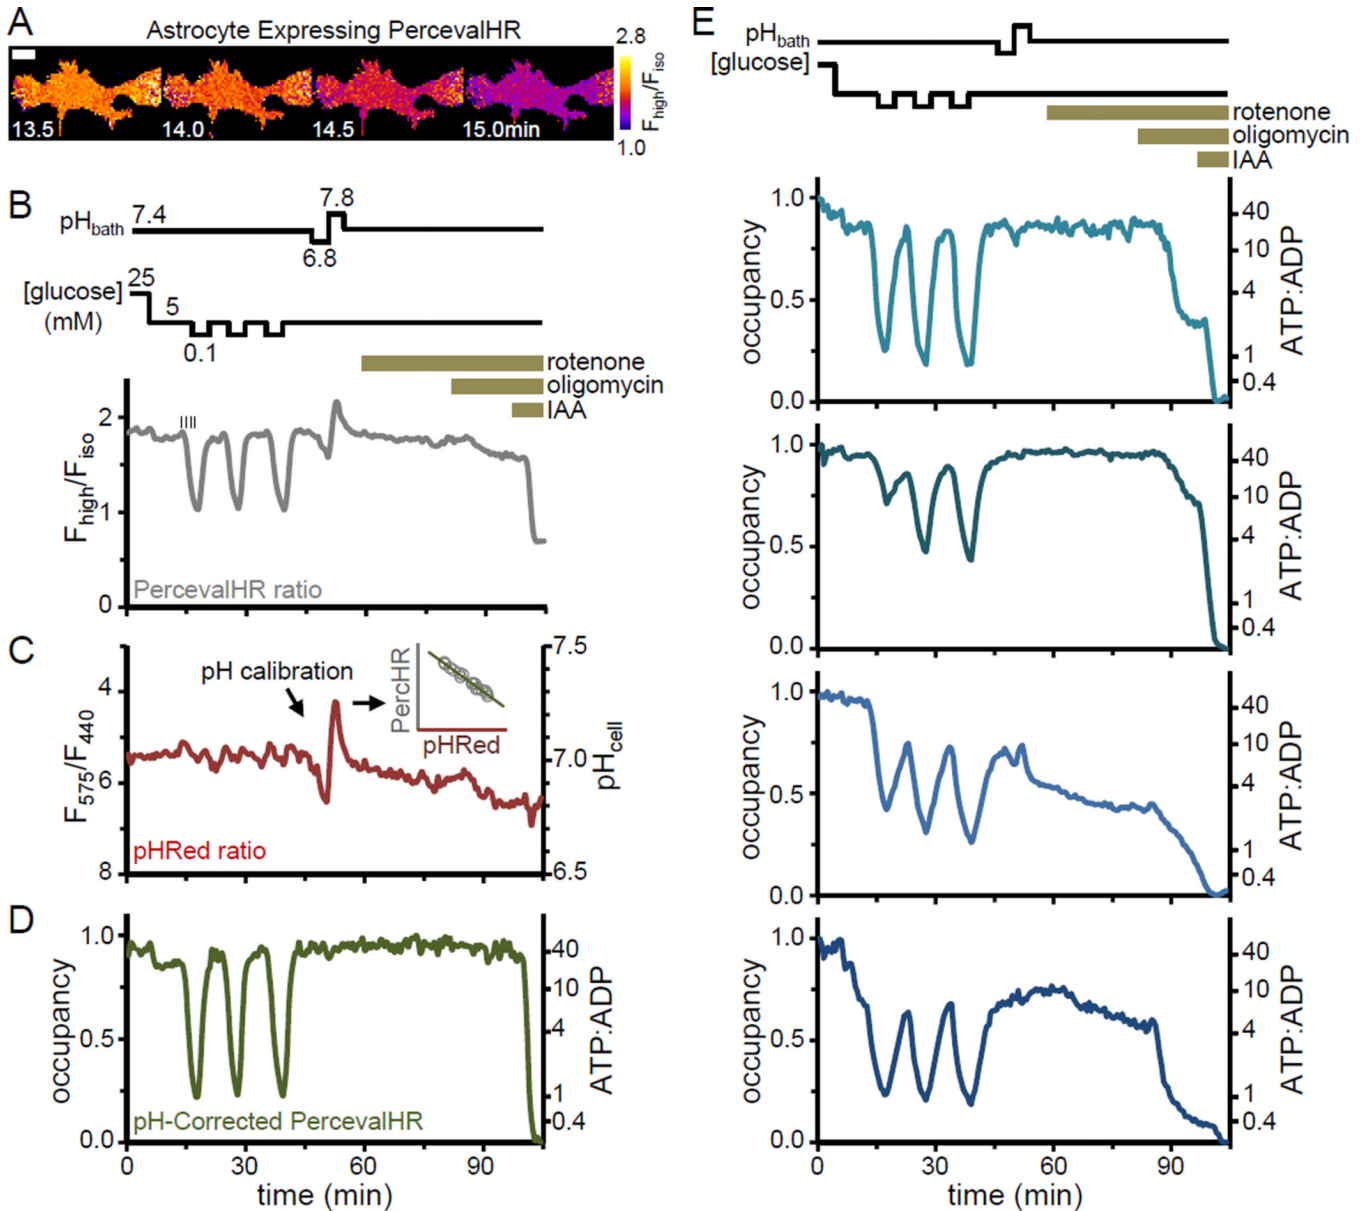 A
Astrocyte Expressing PercevalHR
2.8
13.5
14.0
14.5
15.0min
Fhigh/Fiso
1.0
B
pHbath
7.4
7.8
6.8
[glucose]
(mM)
25
5
0.1
rotenone
oligomycin
IAA
Fhigh/Fiso
2
1
0
PercevalHR ratio
C
pH calibration
PercHR
pHRed
F575/F440
4
6
8
7.5
7.0
6.5
pHcell
pHRed ratio
D
occupancy
1.0
0.5
0.0
40
10
4
1
0.4
ATP:ADP
pH-Corrected PercevalHR
0
30
60
90
time (min)
E
pHbath
[glucose]
rotenone
oligomycin
IAA
occupancy
1.0
0.5
0.0
40
10
4
1
0.4
ATP:ADP
occupancy
1.0
0.5
0.0
40
10
4
1
0.4
ATP:ADP
occupancy
1.0
0.5
0.0
40
10
4
1
0.4
ATP:ADP
occupancy
1.0
0.5
0.0
40
10
4
1
0.4
ATP:ADP
0
30
60
90
time (min)